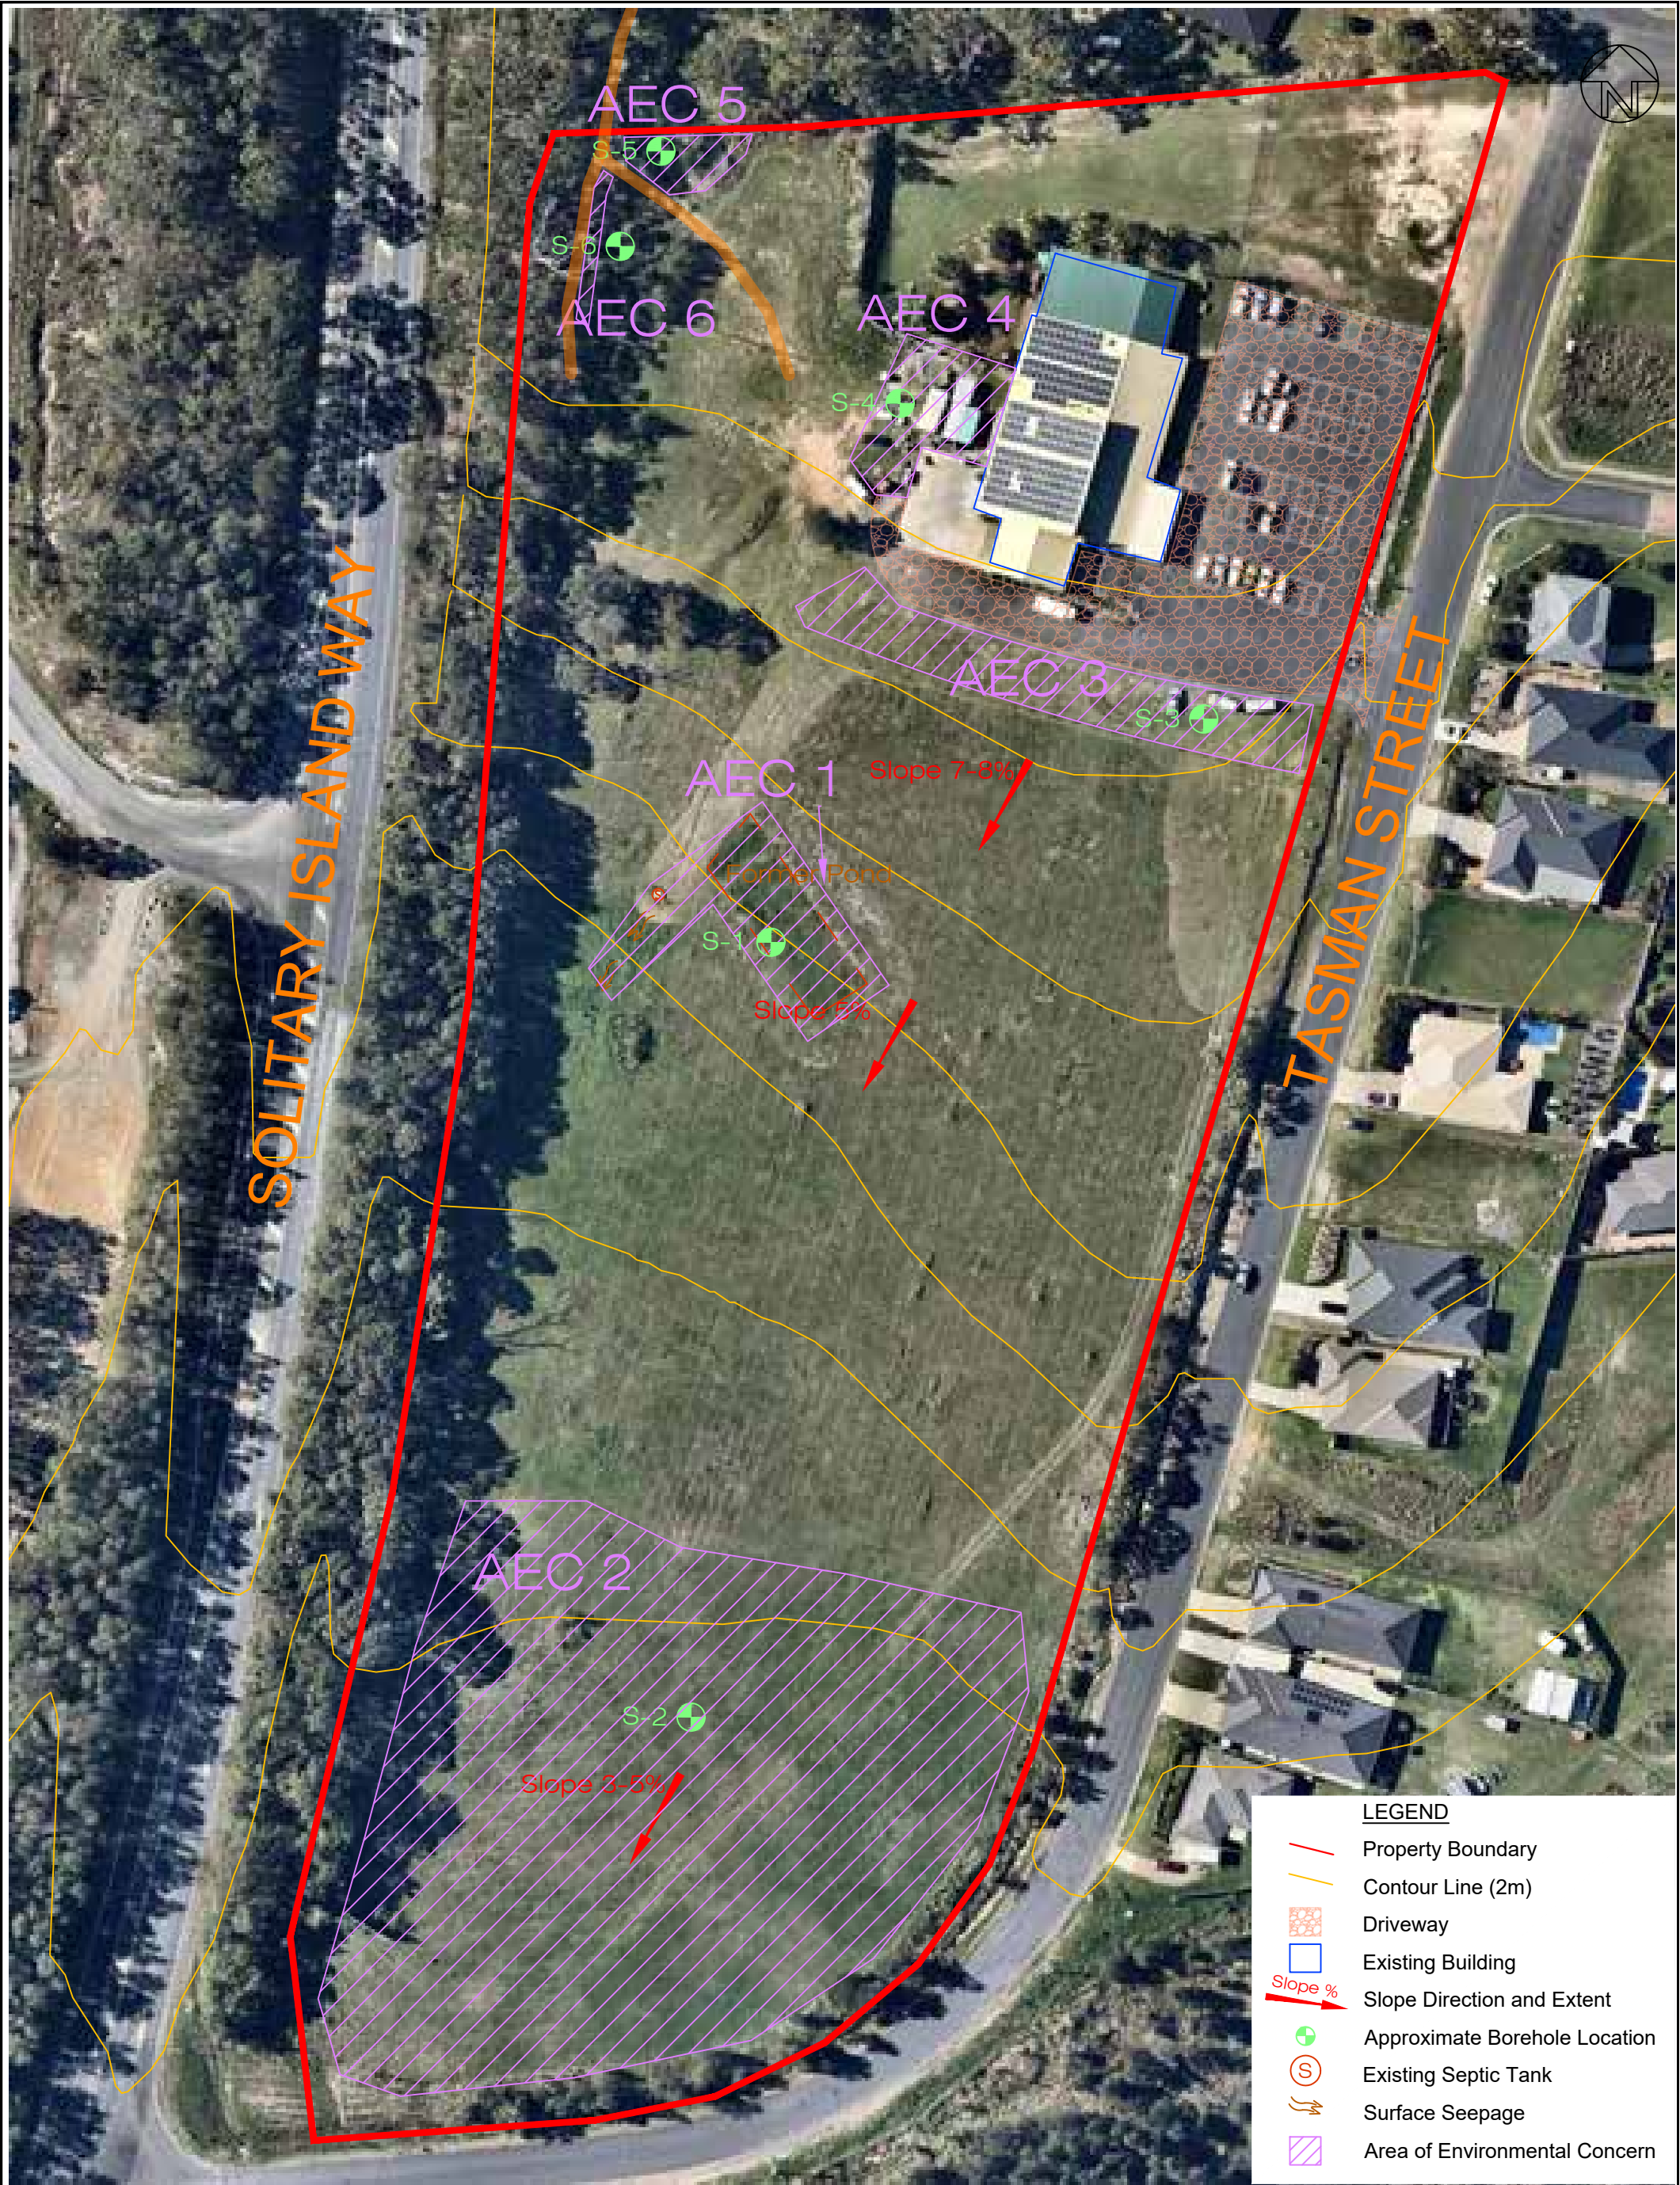 N
AEC 5
S-5
S-6
AEC 6
AEC 4
S-4
AEC 3
S-3
SOLITARY ISLAND WAY
TASMAN STREET
Slope 7-8%
AEC 1
Former Pond
S
S-1
Slope 5%
AEC 2
S-2
Slope 3-5%
LEGEND
Property Boundary
Contour Line (2m)
Driveway
Existing Building
Slope %
Slope Direction and Extent
Approximate Borehole Location
S
Existing Septic Tank
Surface Seepage
Area of Environmental Concern